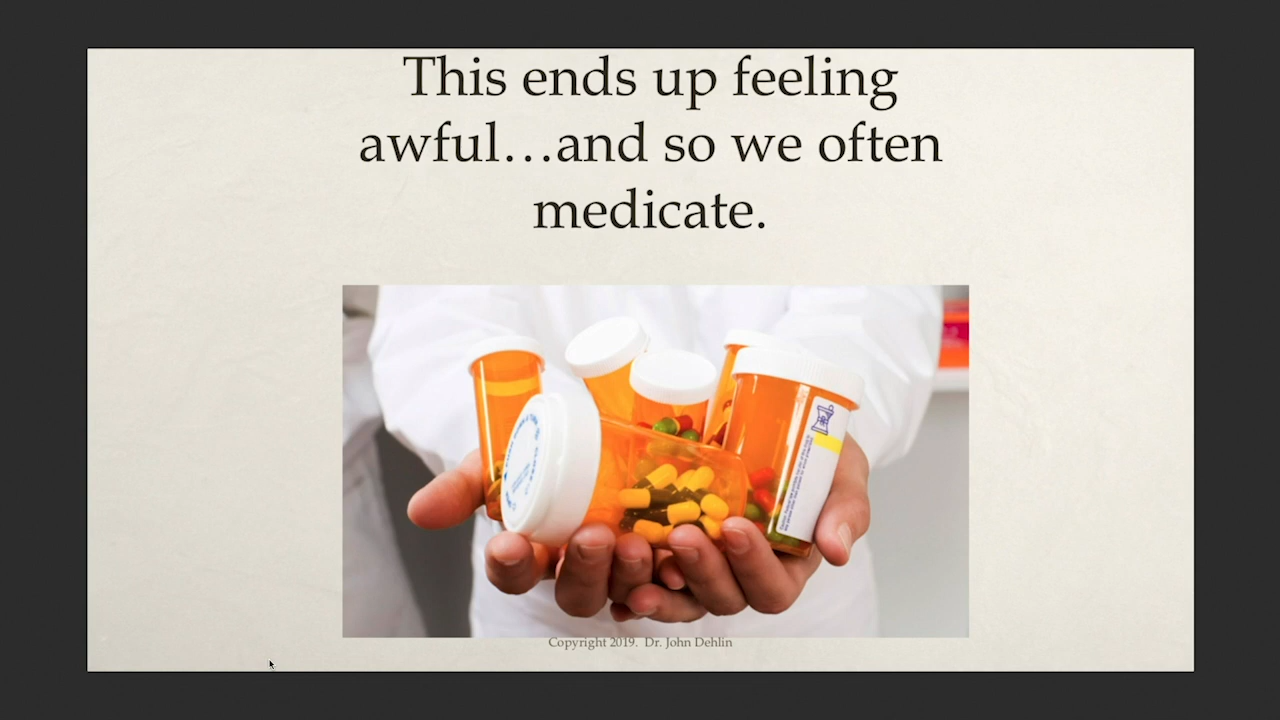 This ends up feeling
awful…and so we often
medicate.
Copyright 2019. Dr. John Dehlin